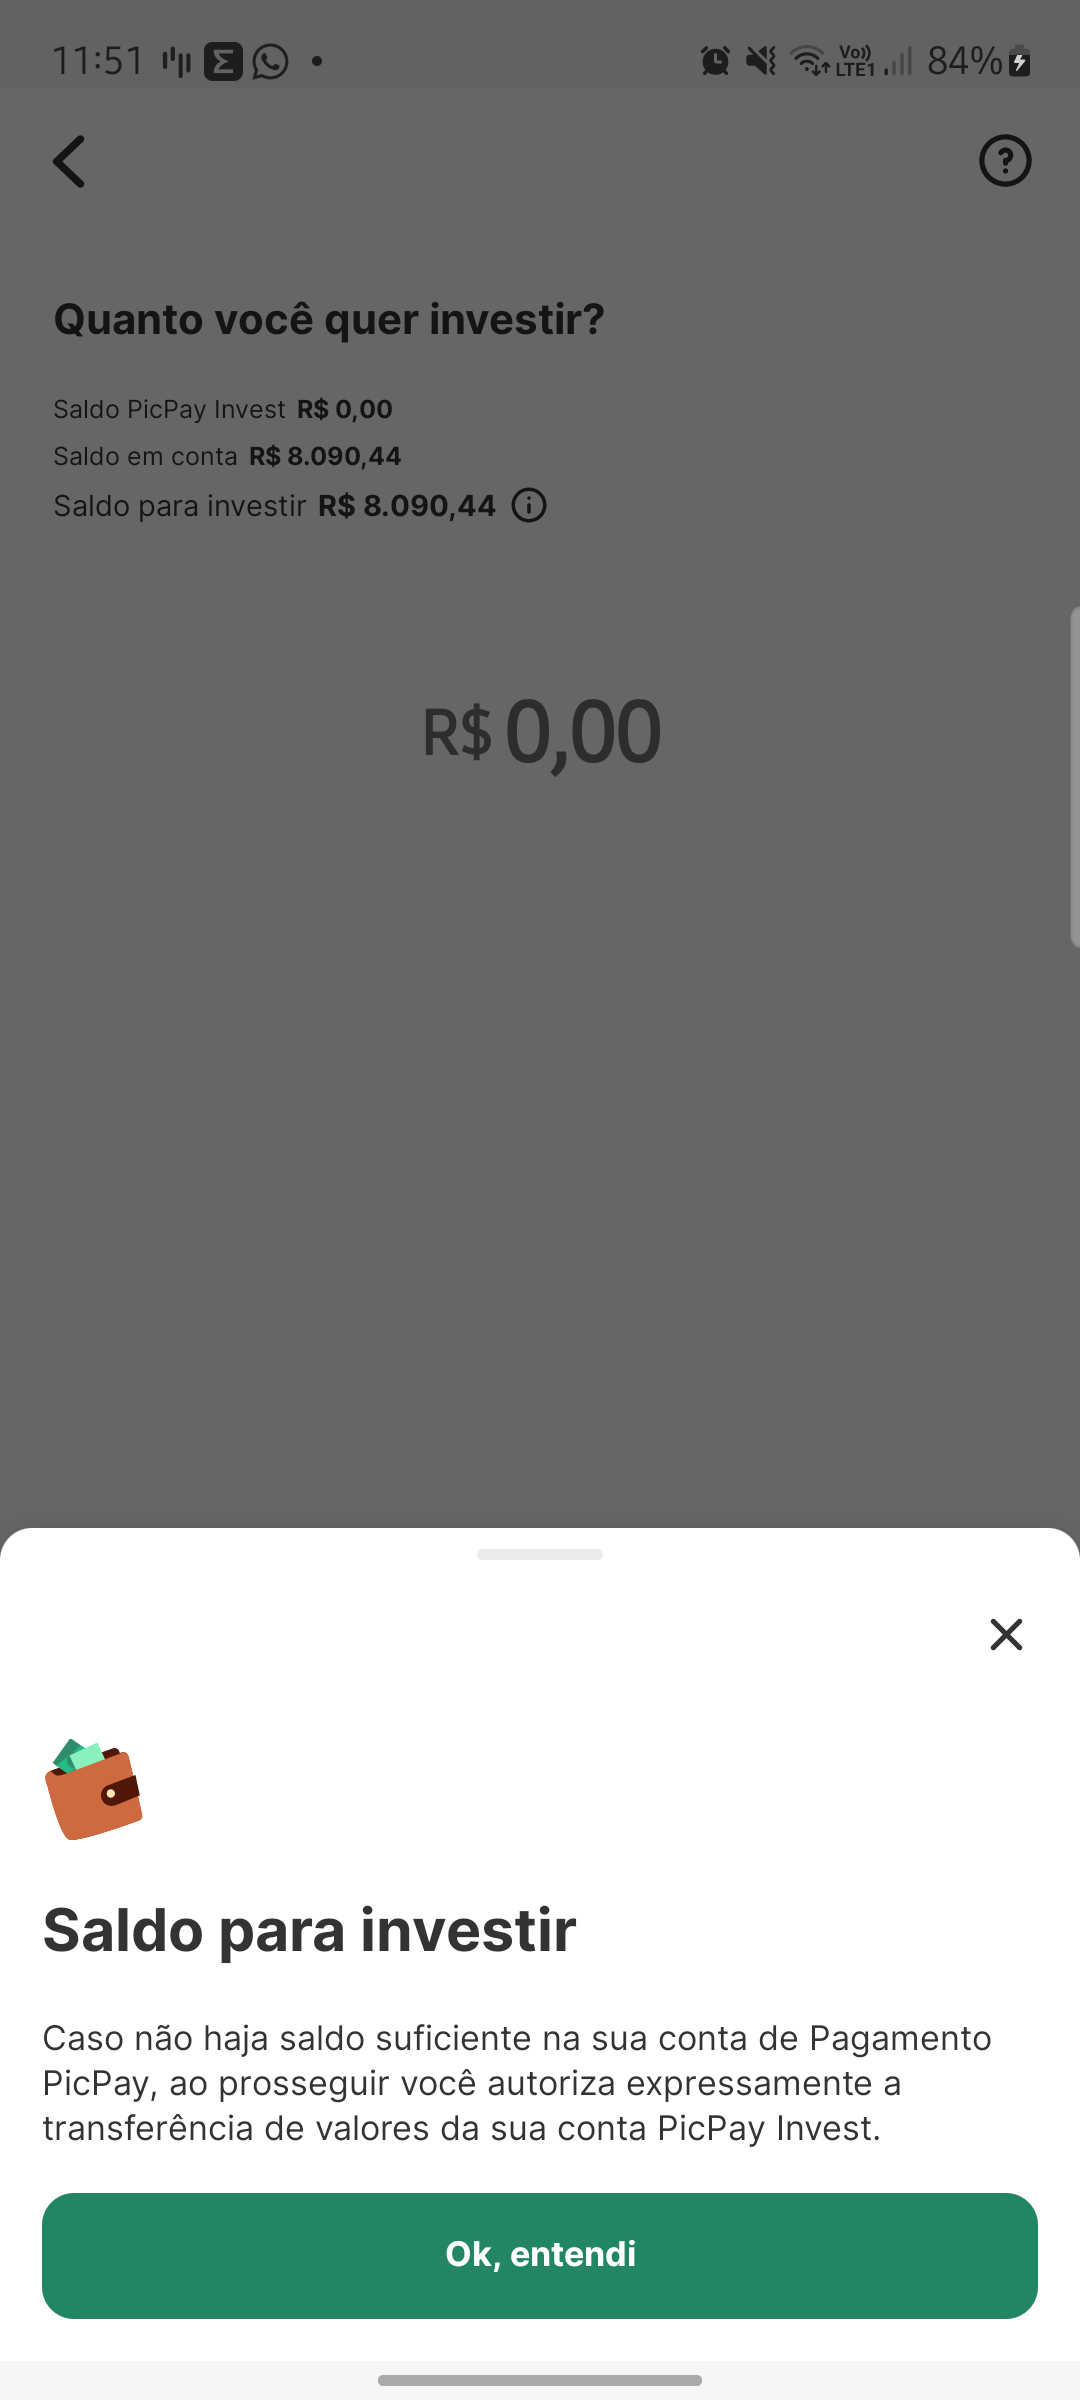 11:51
Vo))
LTE1
84%
Quanto você quer investir?
Saldo PicPay Invest R$ 0,00
Saldo em conta R$ 8.090,44
Saldo para investir R$ 8.090,44
R$ 0,00
Saldo para investir
Caso não haja saldo suficiente na sua conta de Pagamento
PicPay, ao prosseguir você autoriza expressamente a
transferência de valores da sua conta PicPay Invest.
Ok, entendi